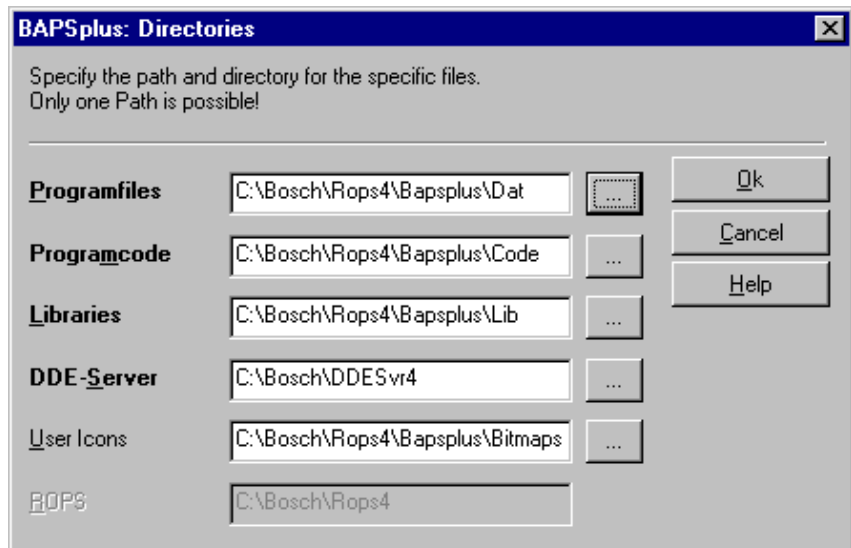 BAPSplus: Directories
Specify the path and directory for the specific files.
Only one Path is possible!
Programfiles C:\Bosch\Rops4\Bapsplus\Dat ... Ok
Programcode C:\Bosch\Rops4\Bapsplus\Code ... Cancel
Help
Libraries C:\Bosch\Rops4\Bapsplus\Lib ...
DDE-Server C:\Bosch\DDESvr4 ...
User Icons C:\Bosch\Rops4\Bapsplus\Bitmaps ...
ROPS C:\Bosch\Rops4